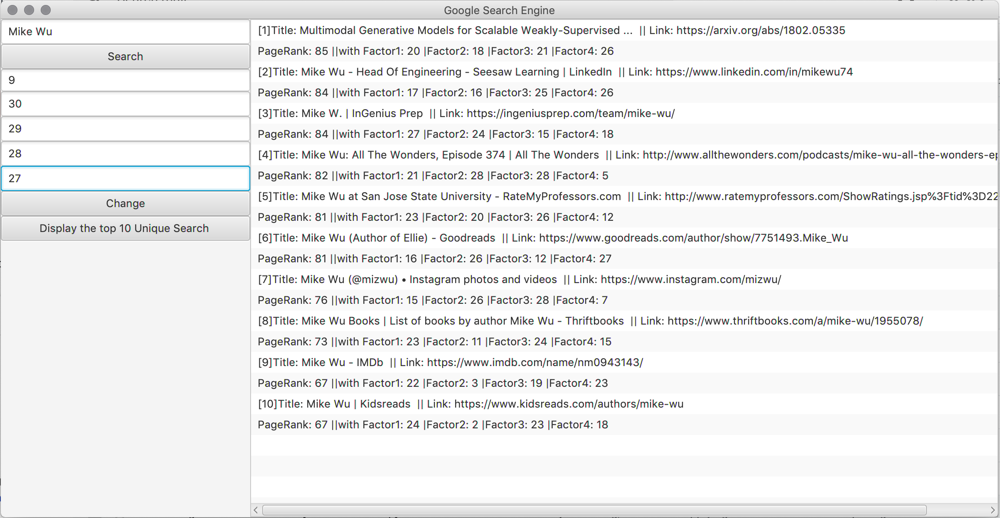 Google Search Engine
Mike Wu
Search
9
30
29
28
27
Change
Display the top 10 Unique Search
[1]Title: Multimodal Generative Models for Scalable Weakly-Supervised ...  || Link: https://arxiv.org/abs/1802.05335
PageRank: 85 ||with Factor1: 20 |Factor2: 18 |Factor3: 21 |Factor4: 26
[2]Title: Mike Wu - Head Of Engineering - Seesaw Learning | LinkedIn  || Link: https://www.linkedin.com/in/mikewu74
PageRank: 84 ||with Factor1: 17 |Factor2: 16 |Factor3: 25 |Factor4: 26
[3]Title: Mike W. | InGenius Prep  || Link: https://ingeniusprep.com/team/mike-wu/
PageRank: 84 ||with Factor1: 27 |Factor2: 24 |Factor3: 15 |Factor4: 18
[4]Title: Mike Wu: All The Wonders, Episode 374 | All The Wonders  || Link: http://www.allthewonders.com/podcasts/mike-wu-all-the-wonders-ep
PageRank: 82 ||with Factor1: 21 |Factor2: 28 |Factor3: 28 |Factor4: 5
[5]Title: Mike Wu at San Jose State University - RateMyProfessors.com  || Link: http://www.ratemyprofessors.com/ShowRatings.jsp%3Ftid%3D22
PageRank: 81 ||with Factor1: 23 |Factor2: 20 |Factor3: 26 |Factor4: 12
[6]Title: Mike Wu (Author of Ellie) - Goodreads  || Link: https://www.goodreads.com/author/show/7751493.Mike_Wu
PageRank: 81 ||with Factor1: 16 |Factor2: 26 |Factor3: 12 |Factor4: 27
[7]Title: Mike Wu (@mizwu) • Instagram photos and videos  || Link: https://www.instagram.com/mizwu/
PageRank: 76 ||with Factor1: 15 |Factor2: 26 |Factor3: 28 |Factor4: 7
[8]Title: Mike Wu Books | List of books by author Mike Wu - Thriftbooks  || Link: https://www.thriftbooks.com/a/mike-wu/1955078/
PageRank: 73 ||with Factor1: 23 |Factor2: 11 |Factor3: 24 |Factor4: 15
[9]Title: Mike Wu - IMDb  || Link: https://www.imdb.com/name/nm0943143/
PageRank: 67 ||with Factor1: 22 |Factor2: 3 |Factor3: 19 |Factor4: 23
[10]Title: Mike Wu | Kidsreads  || Link: https://www.kidsreads.com/authors/mike-wu
PageRank: 67 ||with Factor1: 24 |Factor2: 2 |Factor3: 23 |Factor4: 18